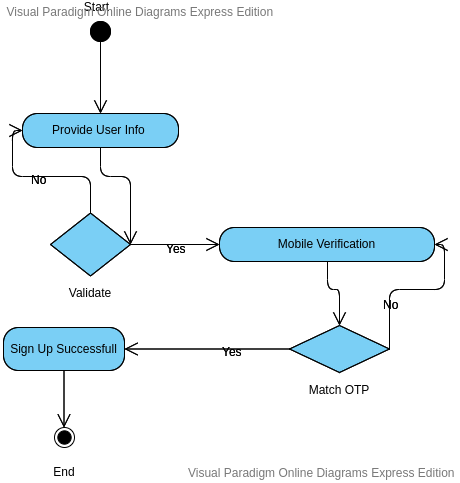 Start
Visual Paradigm Online Diagrams Express Edition
Provide User Info
No
Yes
Mobile Verification
Validate
No
Sign Up Successfull
Yes
Match OTP
End
Visual Paradigm Online Diagrams Express Edition